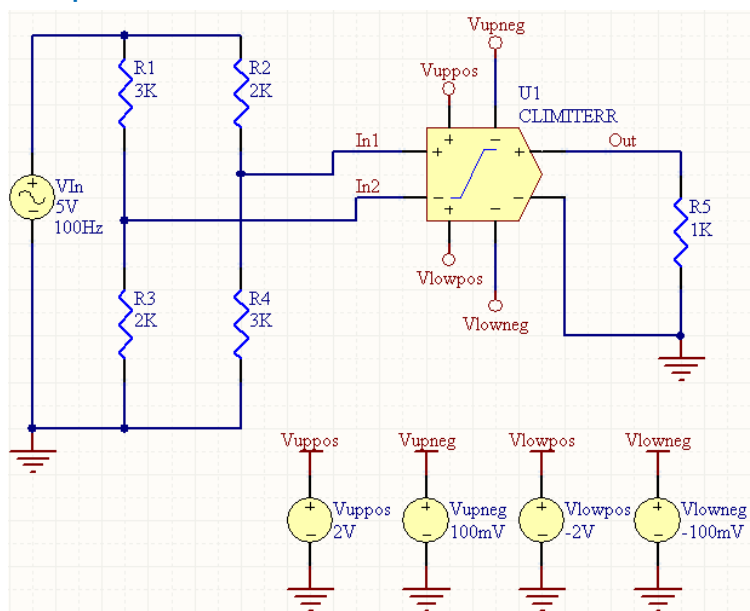 Vupneg
R1
3K
R2
2K
Vuppos
U1
CLIMITERR
In1
Out
In2
VIn
5V
100Hz
R5
1K
Vlowpos
R3
2K
R4
3K
Vlowneg
Vuppos
Vupneg
Vlowpos
Vlowneg
Vuppos
2V
Vupneg
100mV
Vlowpos
-2V
Vlowneg
-100mV